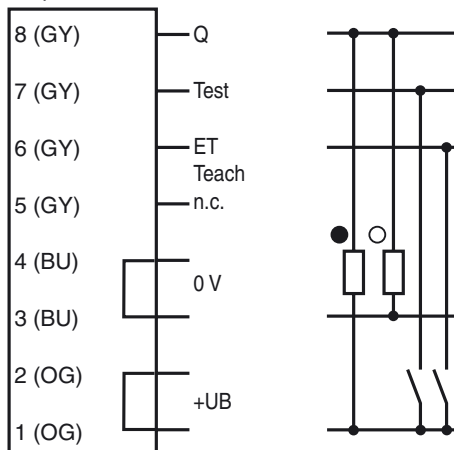 8 (GY) Q
7 (GY) Test
6 (GY) ET
Teach
5 (GY) n.c.
4 (BU)
0 V
3 (BU)
2 (OG)
+UB
1 (OG)